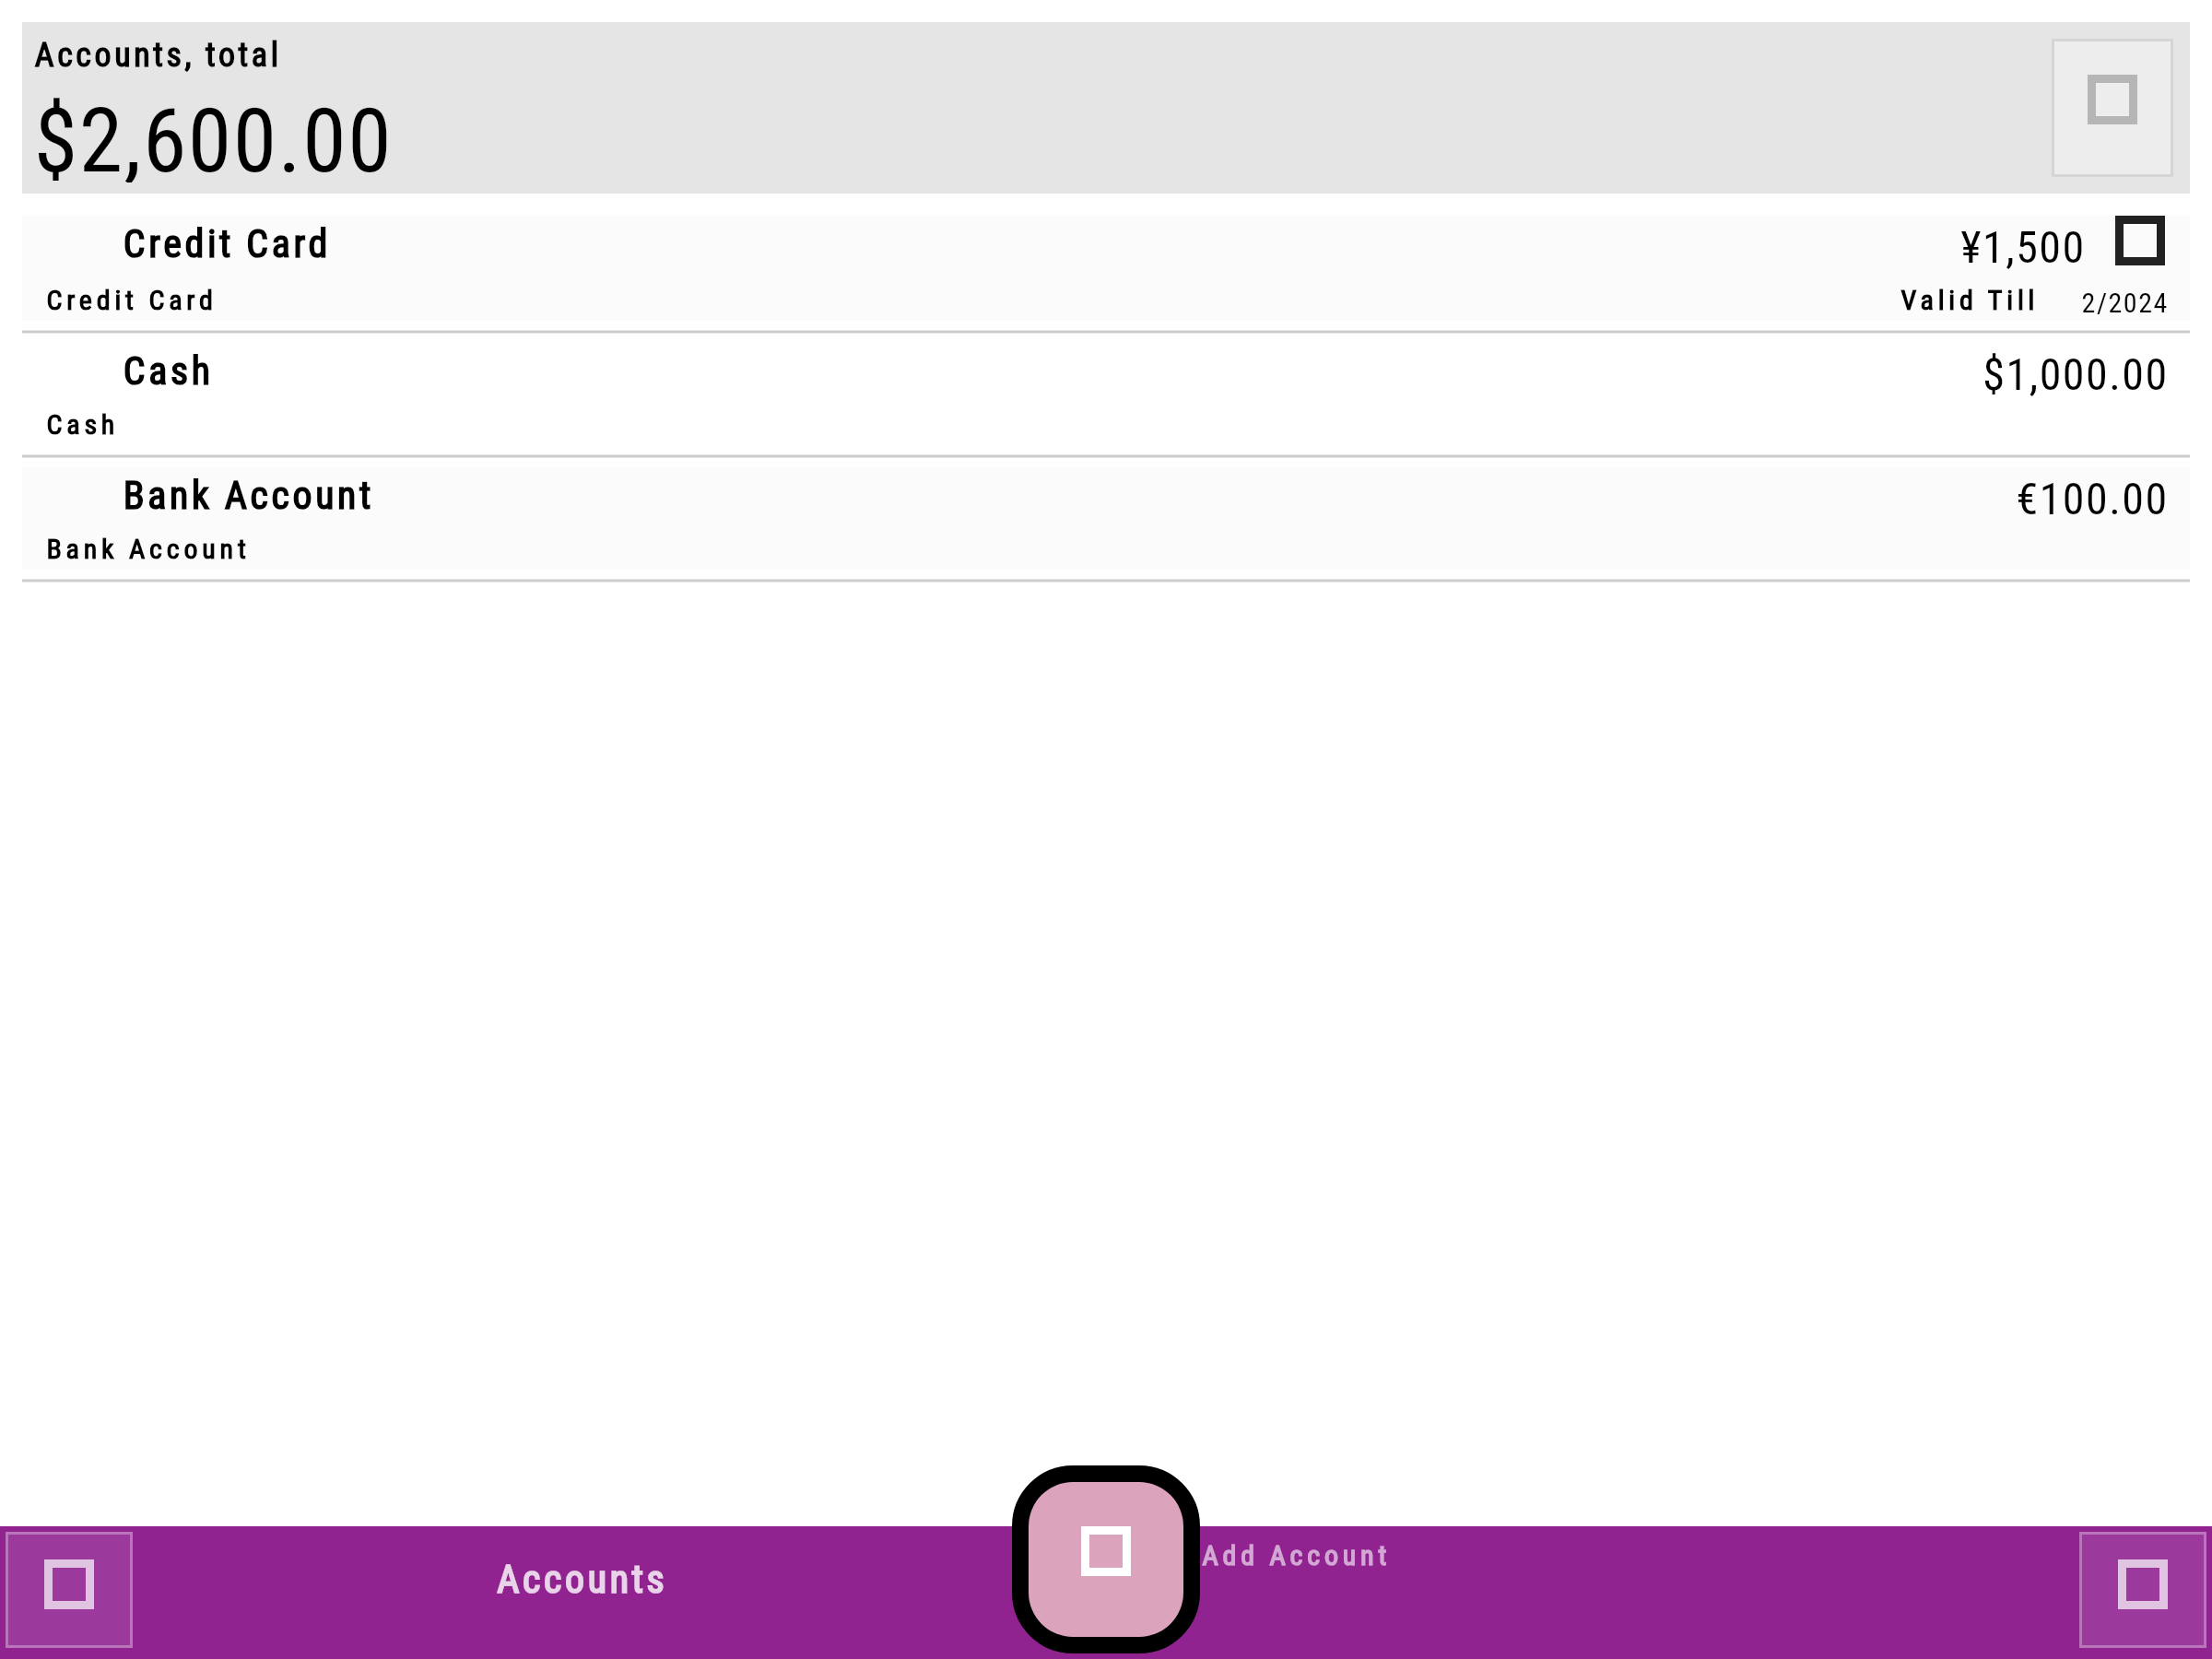 Accounts, total
$2,600.00
Credit Card ¥1,500
Credit Card Valid Till 2/2024
Cash $1,000.00
Cash
Bank Account €100.00
Bank Account
Accounts Add Account